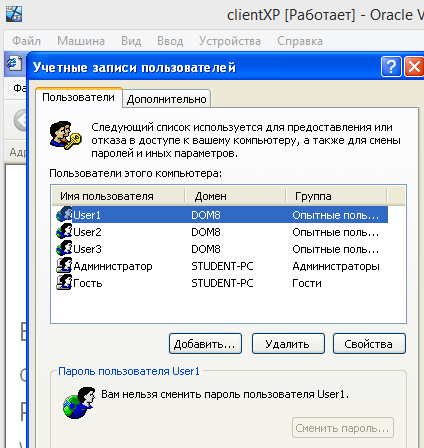 clientXP [Работает] - Oracle V
Файл Машина Вид Ввод Устройства Справка
Учетные записи пользователей
Фа
Пользователи Дополнительно
Следующий список используется для предоставления или
отказа в доступе к вашему компьютеру, а также для смены
паролей и иных параметров.
Адр
Пользователи этого компьютера:
Имя пользователя Домен Группа
User1 DOM8 Опытные поль...
User2 DOM8 Опытные поль...
User3 DOM8 Опытные поль...
Администратор STUDENT-PC Администраторы
Гость STUDENT-PC Гости
Добавить... Удалить Свойства
Пароль пользователя User1
Вам нельзя сменить пароль пользователя User1.
Сменить пароль...